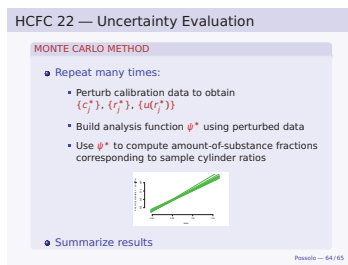 HCFC 22 — Uncertainty Evaluation
MONTE CARLO METHOD
Repeat many times:
Perturb calibration data to obtain
{c*j}, {r*j}, {u(r*j)}
Build analysis function ψ* using perturbed data
Use ψ* to compute amount-of-substance fractions
corresponding to sample cylinder ratios
Summarize results
Possolo — 64/65